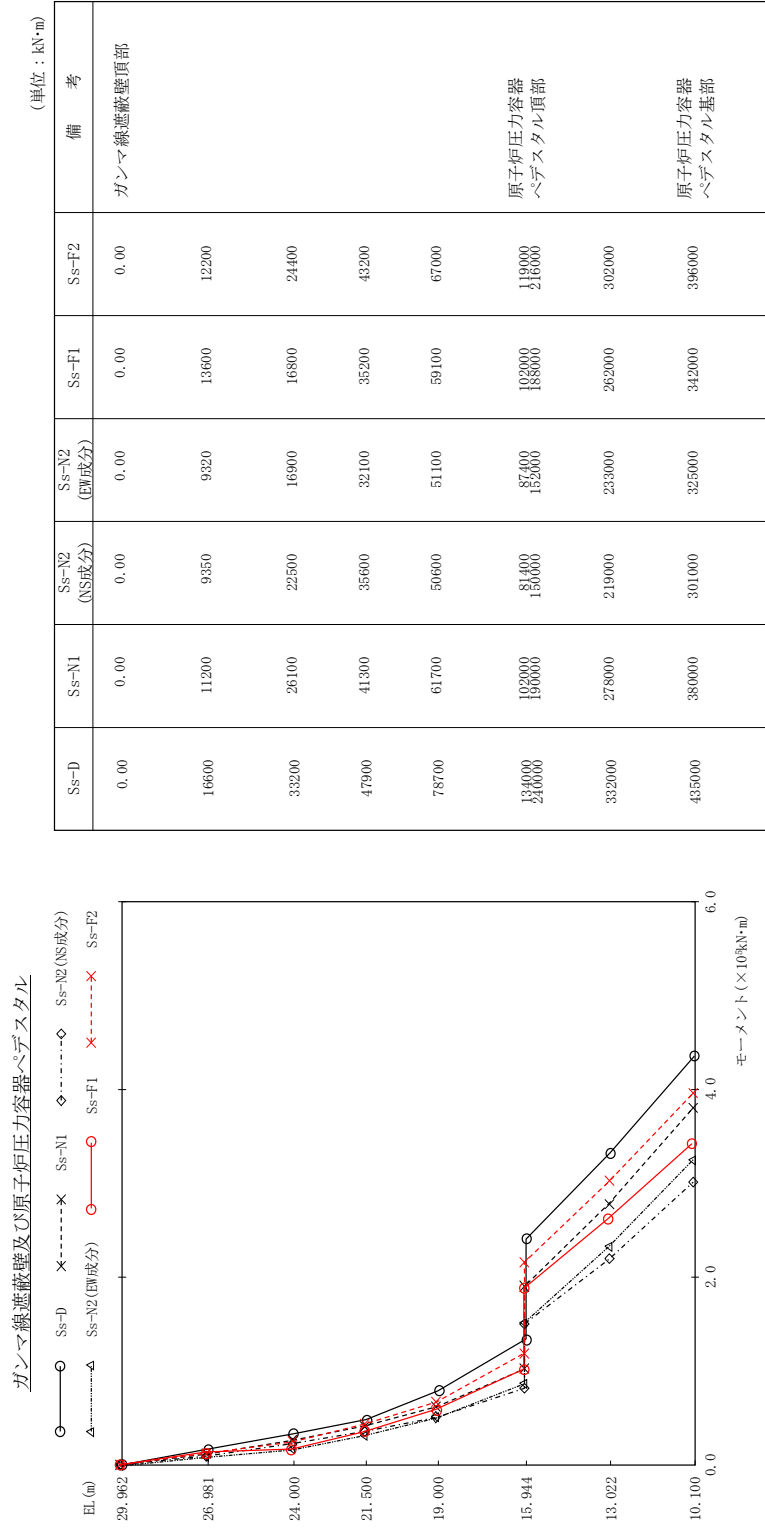 ガンマ線遮蔽壁及び原子炉圧力容器ペデスタル
Ss-D Ss-N1 Ss-N2(NS成分)
Ss-N2(EW成分) Ss-F1 Ss-F2
EL(m)
29.962
26.981
24.000
21.500
19.000
15.944
13.022
10.100
0.0 2.0 4.0 6.0
モーメント(×10⁵kN・m)
(単位:kN・m)
Ss-D Ss-N1 Ss-N2 (NS成分) Ss-N2 (EW成分) Ss-F1 Ss-F2 備 考
0.00 0.00 0.00 0.00 0.00 0.00 ガンマ線遮蔽壁頂部
16600 11200 9350 9320 13600 12200
33200 26100 22500 16900 16800 24400
47900 41300 35600 32100 35200 43200
78700 61700 50600 51100 59100 67000
134000 102000 81400 87400 102000 119000 原子炉圧力容器
240000 190000 150000 152000 188000 216000 ペデスタル頂部
332000 278000 219000 233000 262000 302000
435000 380000 301000 325000 342000 396000 原子炉圧力容器
ペデスタル基部